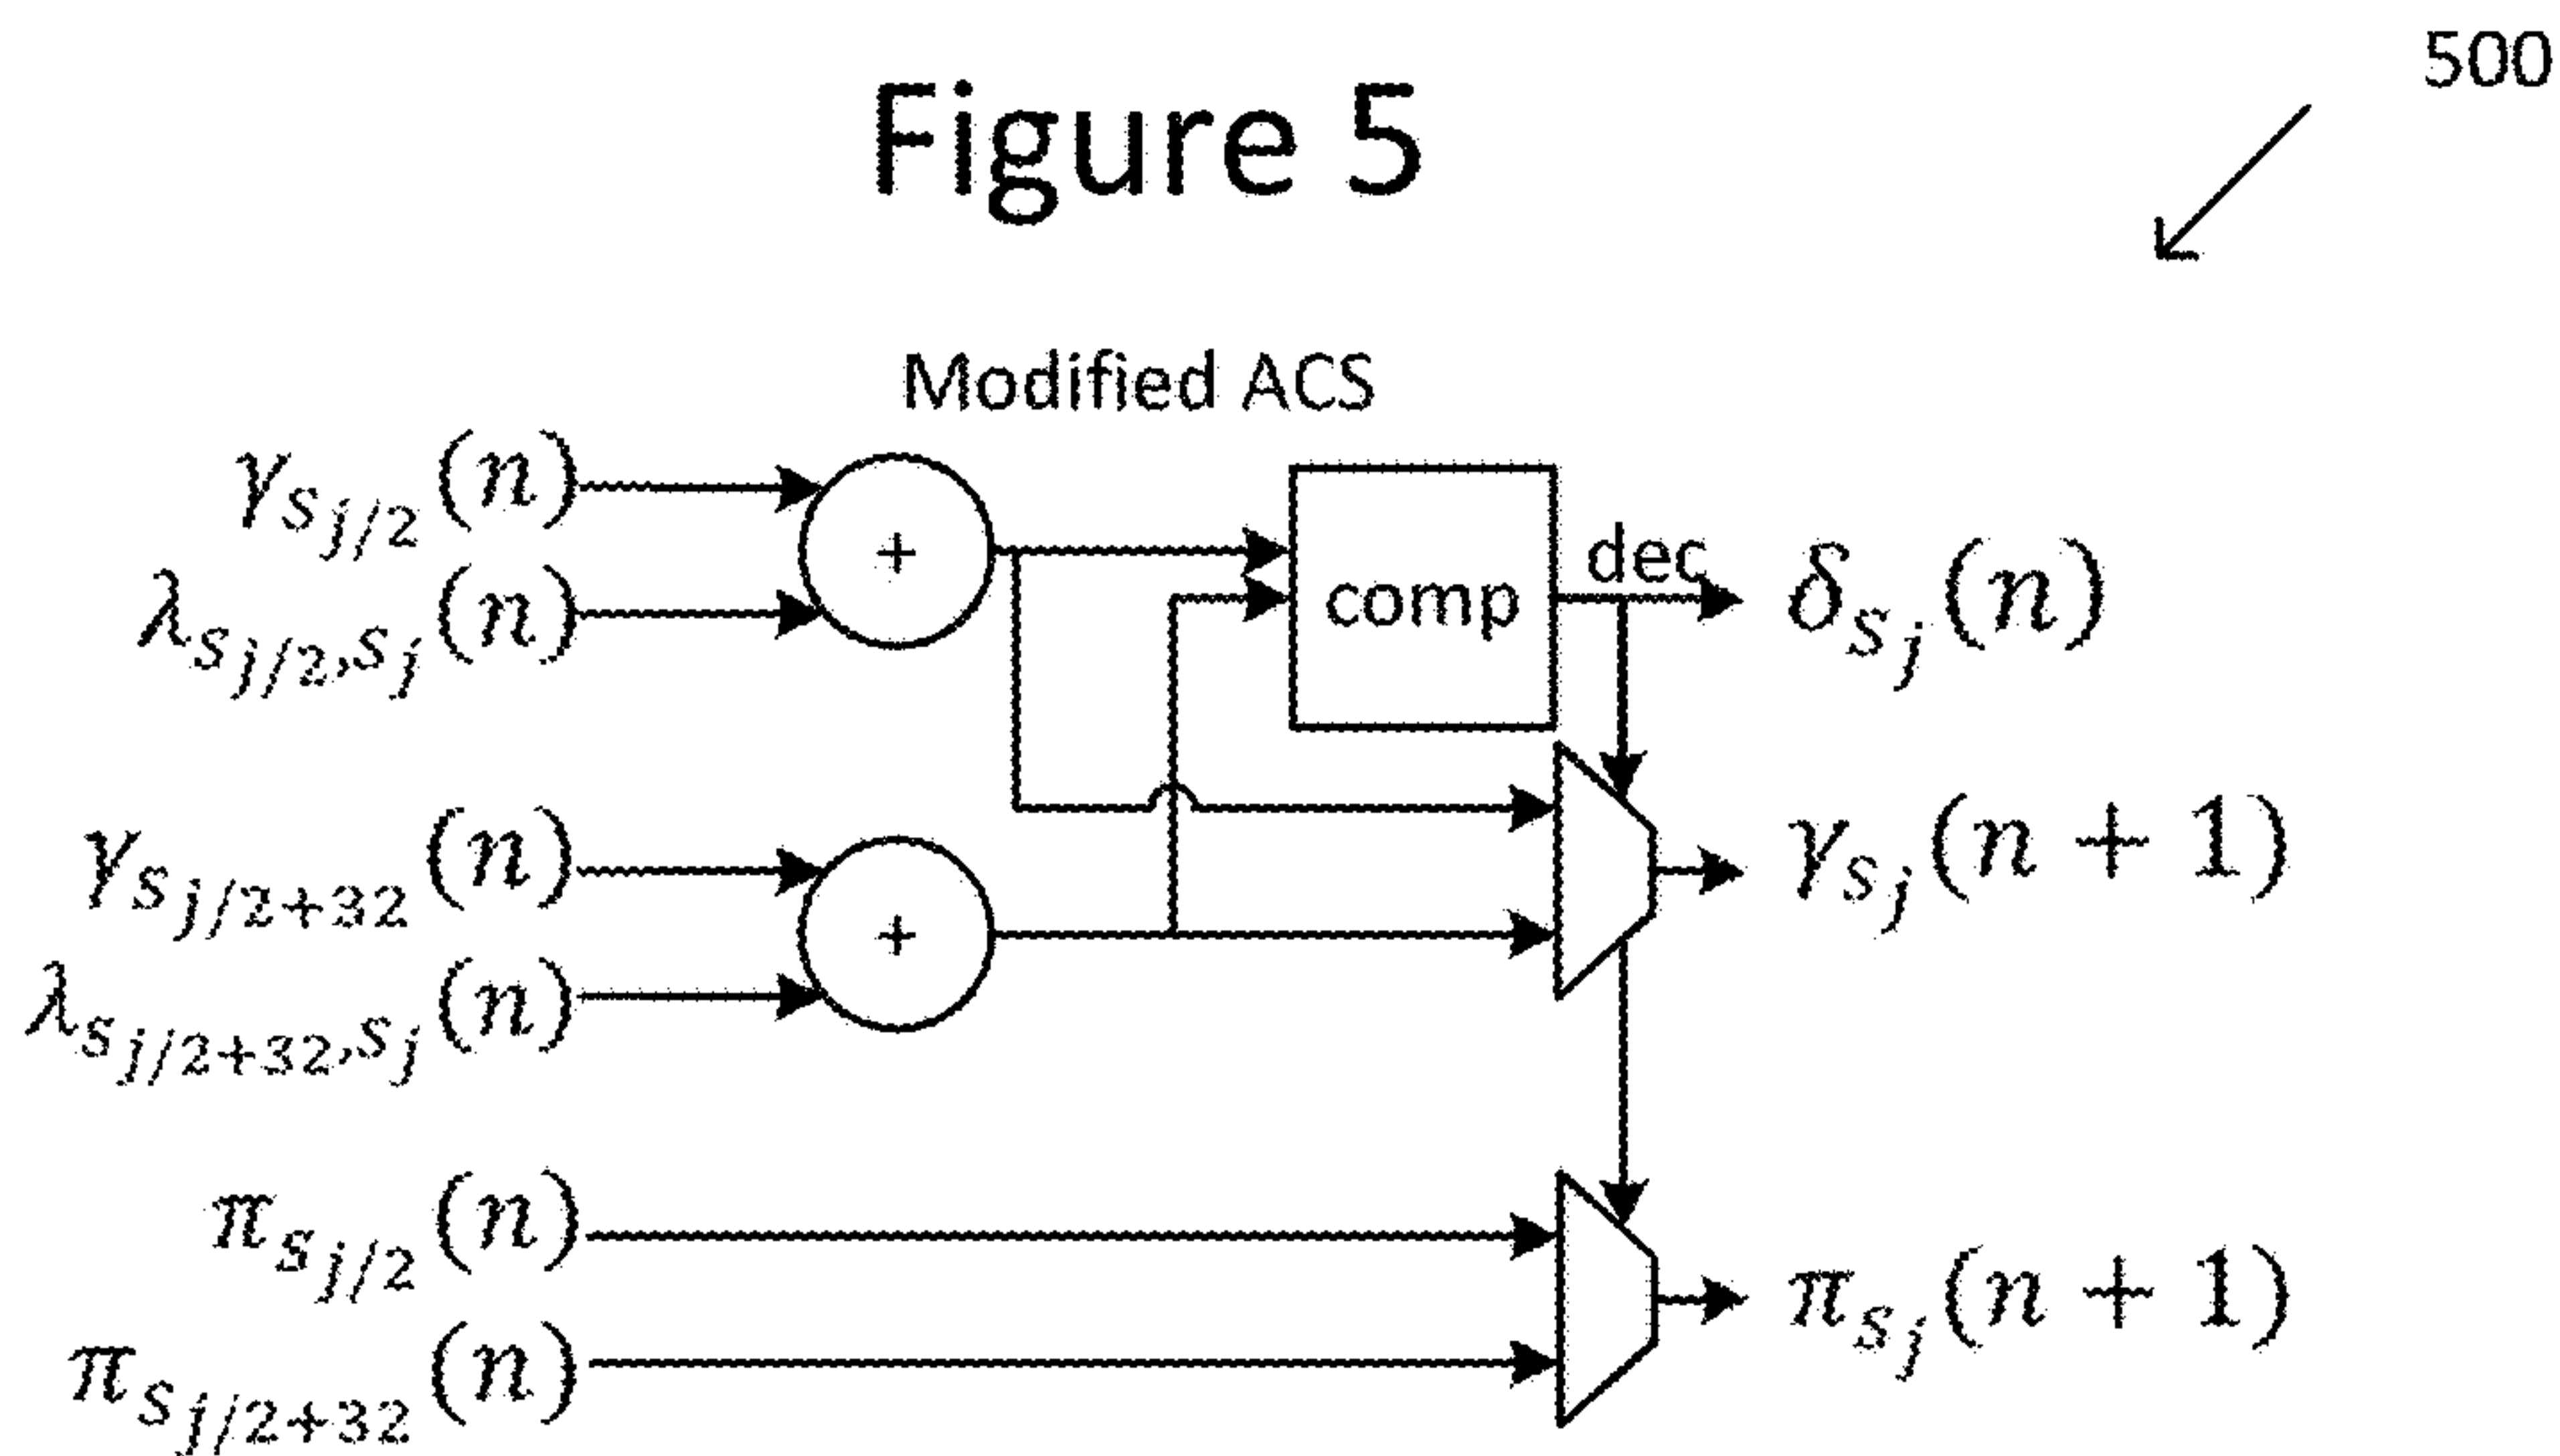 500
Figure 5
Modified ACS
γ_{s_{j/2}}(n)
λ_{s_{j/2},s_j}(n)
+
comp
dec
δ_{s_j}(n)
γ_{s_{j/2+32}}(n)
λ_{s_{j/2+32},s_j}(n)
+
γ_{s_j}(n + 1)
π_{s_{j/2}}(n)
π_{s_{j/2+32}}(n)
π_{s_j}(n + 1)